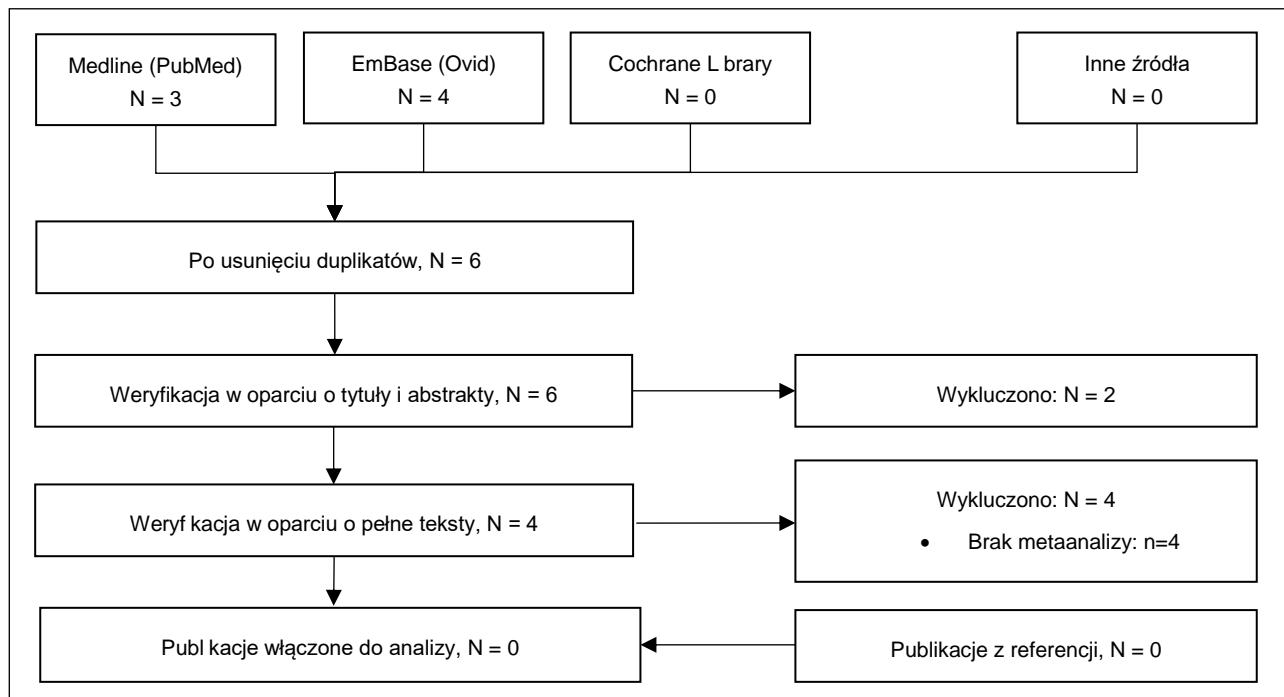 Medline (PubMed)
N = 3
EmBase (Ovid)
N = 4
Cochrane L brary
N = 0
Inne źródła
N = 0
Po usunięciu duplikatów, N = 6
Weryfikacja w oparciu o tytuły i abstrakty, N = 6
Wykluczono: N = 2
Weryf kacja w oparciu o pełne teksty, N = 4
Wykluczono: N = 4
• Brak metaanalizy: n=4
Publ kacje włączone do analizy, N = 0
Publikacje z referencji, N = 0